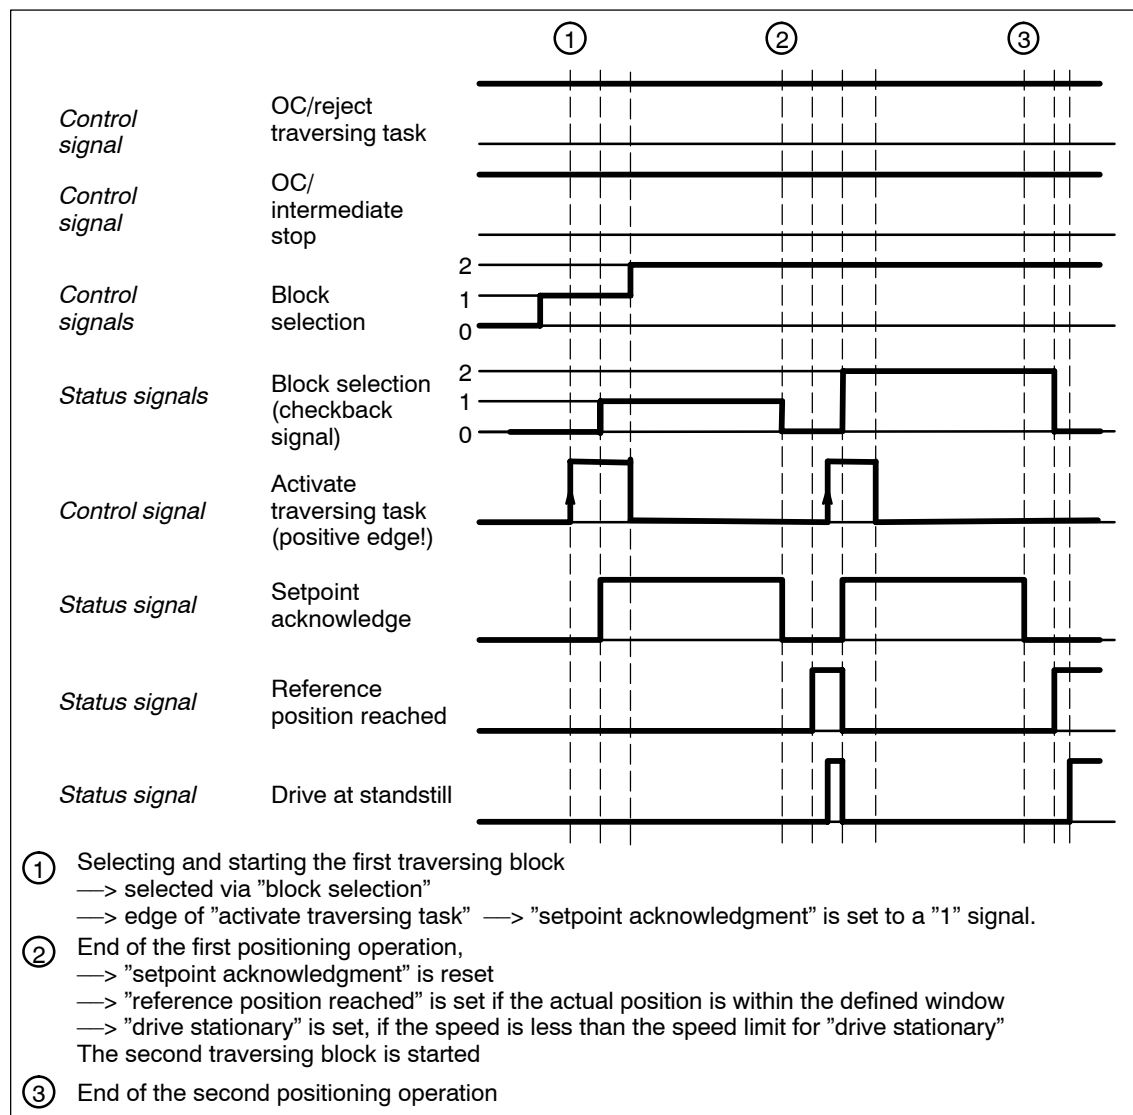 1 2 3
Control
signal
OC/reject
traversing task
Control
signal
OC/
intermediate
stop
Control
signals
Block
selection
2
1
0
Status signals
Block selection
(checkback
signal)
2
1
0
Control signal
Activate
traversing task
(positive edge!)
Status signal
Setpoint
acknowledge
Status signal
Reference
position reached
Status signal
Drive at standstill
1 Selecting and starting the first traversing block
—> selected via ”block selection”
—> edge of ”activate traversing task” —> ”setpoint acknowledgment” is set to a ”1” signal.
2 End of the first positioning operation,
—> ”setpoint acknowledgment” is reset
—> ”reference position reached” is set if the actual position is within the defined window
—> ”drive stationary” is set, if the speed is less than the speed limit for ”drive stationary”
The second traversing block is started
3 End of the second positioning operation